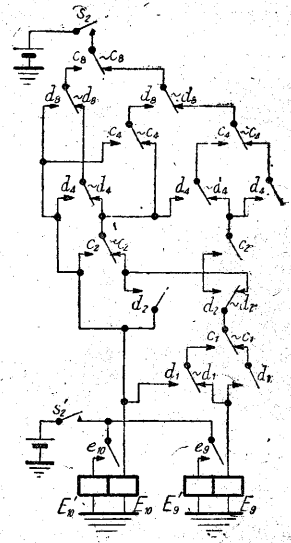 S₂
c₈ ~c₈
d₈ ~d₈ d₈ ~d₈
c₄ ~c₄ c₄ ~c₄
d₄ ~d₄ d₄ ~d₄ d₄
c₂ ~c₂ c₂
d₂ d₂ ~d₂
c₁ ~c₁
d₁ ~d₁ d₁
S₂'
e₁₀ e₉
E₁₀' E₁₀ E₉' E₉